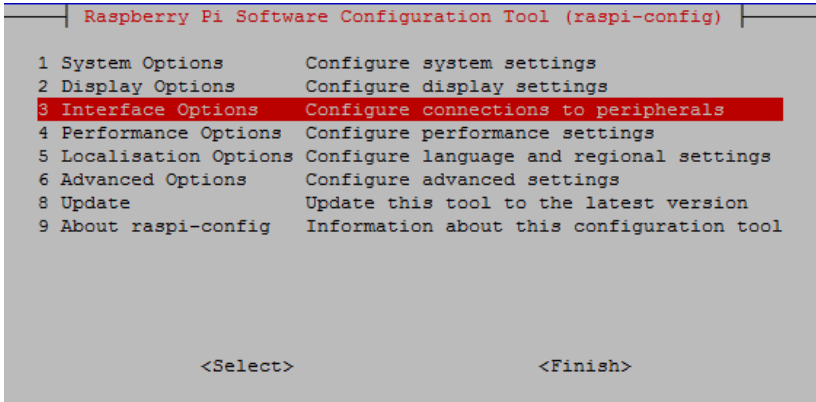 Raspberry Pi Software Configuration Tool (raspi-config)
1 System Options Configure system settings
2 Display Options Configure display settings
3 Interface Options Configure connections to peripherals
4 Performance Options Configure performance settings
5 Localisation Options Configure language and regional settings
6 Advanced Options Configure advanced settings
8 Update Update this tool to the latest version
9 About raspi-config Information about this configuration tool
<Select> <Finish>